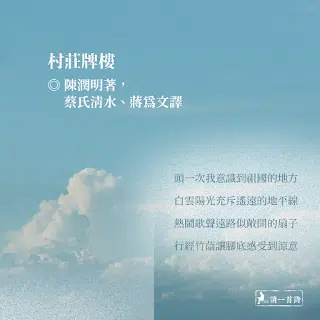 村莊牌樓
◎ 陳潤明著，
蔡氏清水、蔣為文譯
頭一次我意識到祖國的地方
白雲陽光充斥遙遠的地平線
熱鬧歌聲遠路似敞開的扇子
行經竹蔭讓腳底感受到涼意
讀一首詩